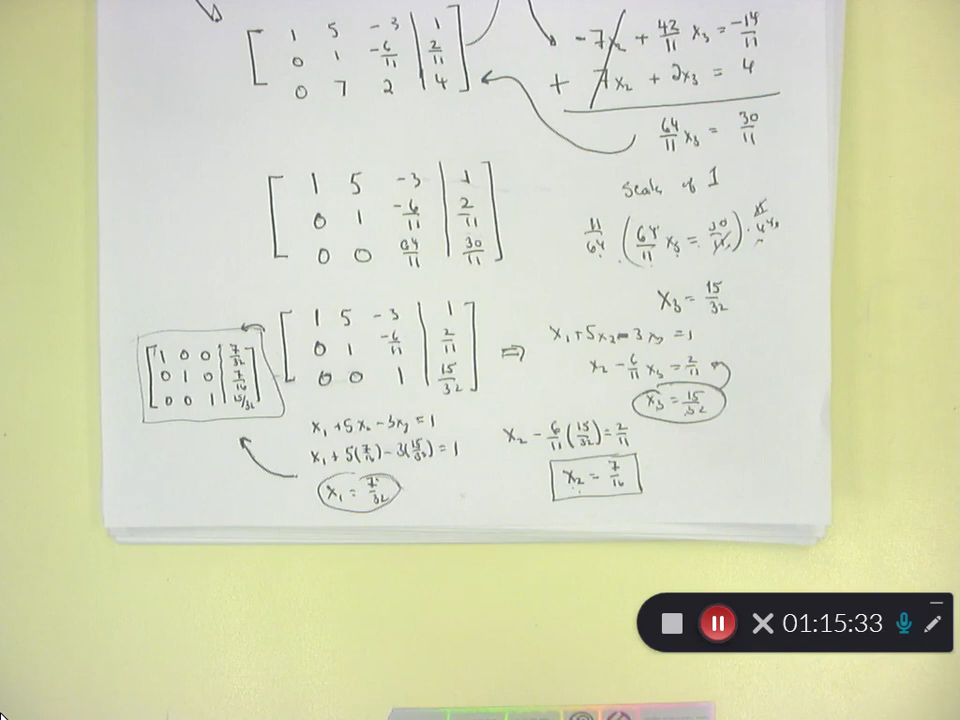 [ 1 5 -3 | 1 ]
[ 0 1 -6/11 | 2/11 ]
[ 0 7 2 | 4 ]
-7x₂ + 42/11 x₃ = -14/11
+ 7x₂ + 2x₃ = 4
64/11 x₃ = 30/11
[ 1 5 -3 | 1 ]
[ 0 1 -6/11 | 2/11 ]
[ 0 0 64/11 | 30/11 ]
of 1
11/64 ( 64/11 x₃ = 30/11 ) ·
x₃ = 15/32
[ 1 5 -3 | 1 ]
[ 0 1 -6/11 | 2/11 ]
[ 0 0 1 | 15/32 ]
⇒
x₁ + 5x₂ - 3x₃ = 1
x₂ - 6/11 x₃ = 2/11
x₃ = 15/32
[ 1 0 0 | 7/32 ]
[ 0 1 0 | 7/16 ]
[ 0 0 1 | 15/32 ]
x₁ + 5x₂ - 3x₃ = 1
x₁ + 5(7/16) - 3(15/32) = 1
x₁ = 7/32
x₂ - 6/11 (15/32) = 2/11
x₂ = 7/16
01:15:33